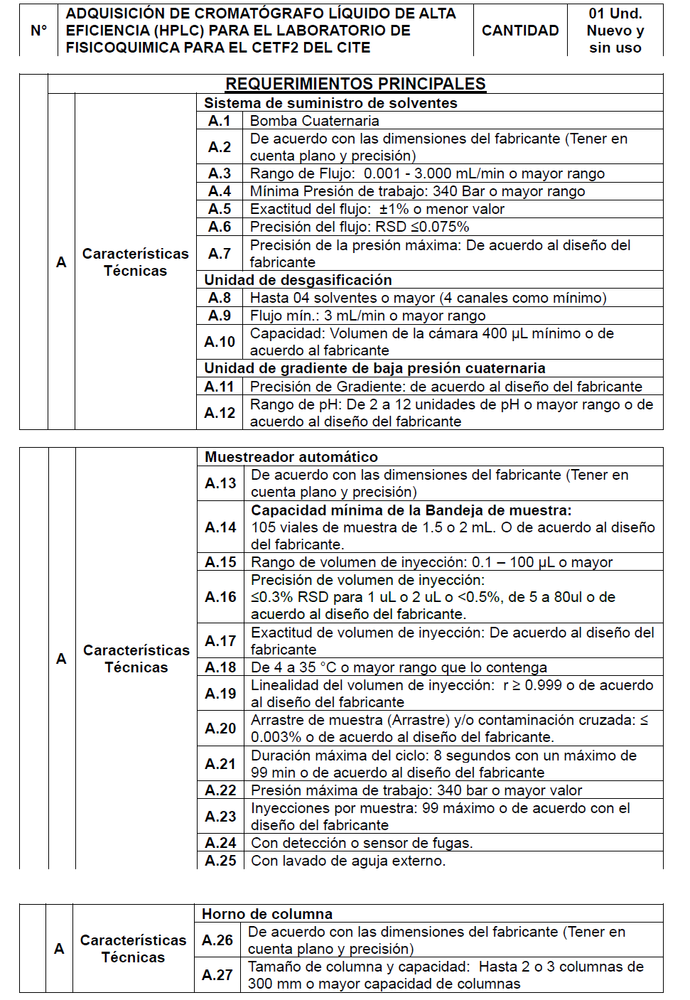 N°
ADQUISICIÓN DE CROMATÓGRAFO LÍQUIDO DE ALTA
EFICIENCIA (HPLC) PARA EL LABORATORIO DE
FISICOQUIMICA PARA EL CETF2 DEL CITE
CANTIDAD
01 Und.
Nuevo y
sin uso
REQUERIMIENTOS PRINCIPALES
A
Características
Técnicas
Sistema de suministro de solventes
A.1 Bomba Cuaternaria
A.2 De acuerdo con las dimensiones del fabricante (Tener en
cuenta plano y precisión)
A.3 Rango de Flujo:  0.001 - 3.000 mL/min o mayor rango
A.4 Mínima Presión de trabajo: 340 Bar o mayor rango
A.5 Exactitud del flujo:  ±1% o menor valor
A.6 Precisión del flujo: RSD ≤0.075%
A.7 Precisión de la presión máxima: De acuerdo al diseño del
fabricante
Unidad de desgasificación
A.8 Hasta 04 solventes o mayor (4 canales como mínimo)
A.9 Flujo mín.: 3 mL/min o mayor rango
A.10 Capacidad: Volumen de la cámara 400 µL mínimo o de
acuerdo al fabricante
Unidad de gradiente de baja presión cuaternaria
A.11 Precisión de Gradiente: de acuerdo al diseño del fabricante
A.12 Rango de pH: De 2 a 12 unidades de pH o mayor rango o de
acuerdo al diseño del fabricante
A
Características
Técnicas
Muestreador automático
A.13 De acuerdo con las dimensiones del fabricante (Tener en
cuenta plano y precisión)
A.14 Capacidad mínima de la Bandeja de muestra:
105 viales de muestra de 1.5 o 2 mL. O de acuerdo al diseño
del fabricante.
A.15 Rango de volumen de inyección: 0.1 – 100 µL o mayor
A.16 Precisión de volumen de inyección:
≤0.3% RSD para 1 uL o 2 uL o <0.5%, de 5 a 80ul o de
acuerdo al diseño del fabricante.
A.17 Exactitud de volumen de inyección: De acuerdo al diseño del
fabricante
A.18 De 4 a 35 °C o mayor rango que lo contenga
A.19 Linealidad del volumen de inyección:  r ≥ 0.999 o de acuerdo
al diseño del fabricante
A.20 Arrastre de muestra (Arrastre) y/o contaminación cruzada: ≤
0.003% o de acuerdo al diseño del fabricante.
A.21 Duración máxima del ciclo: 8 segundos con un máximo de
99 min o de acuerdo al diseño del fabricante
A.22 Presión máxima de trabajo: 340 bar o mayor valor
A.23 Inyecciones por muestra: 99 máximo o de acuerdo con el
diseño del fabricante
A.24 Con detección o sensor de fugas.
A.25 Con lavado de aguja externo.
A
Características
Técnicas
Horno de columna
A.26 De acuerdo con las dimensiones del fabricante (Tener en
cuenta plano y precisión)
A.27 Tamaño de columna y capacidad:  Hasta 2 o 3 columnas de
300 mm o mayor capacidad de columnas